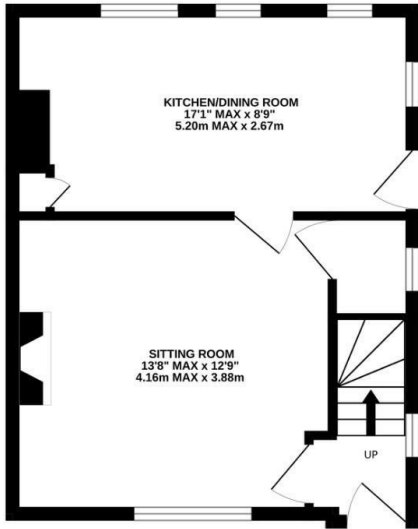 KITCHEN/DINING ROOM
17'1" MAX x 8'9"
5.20m MAX x 2.67m
SITTING ROOM
13'8" MAX x 12'9"
4.16m MAX x 3.88m
UP